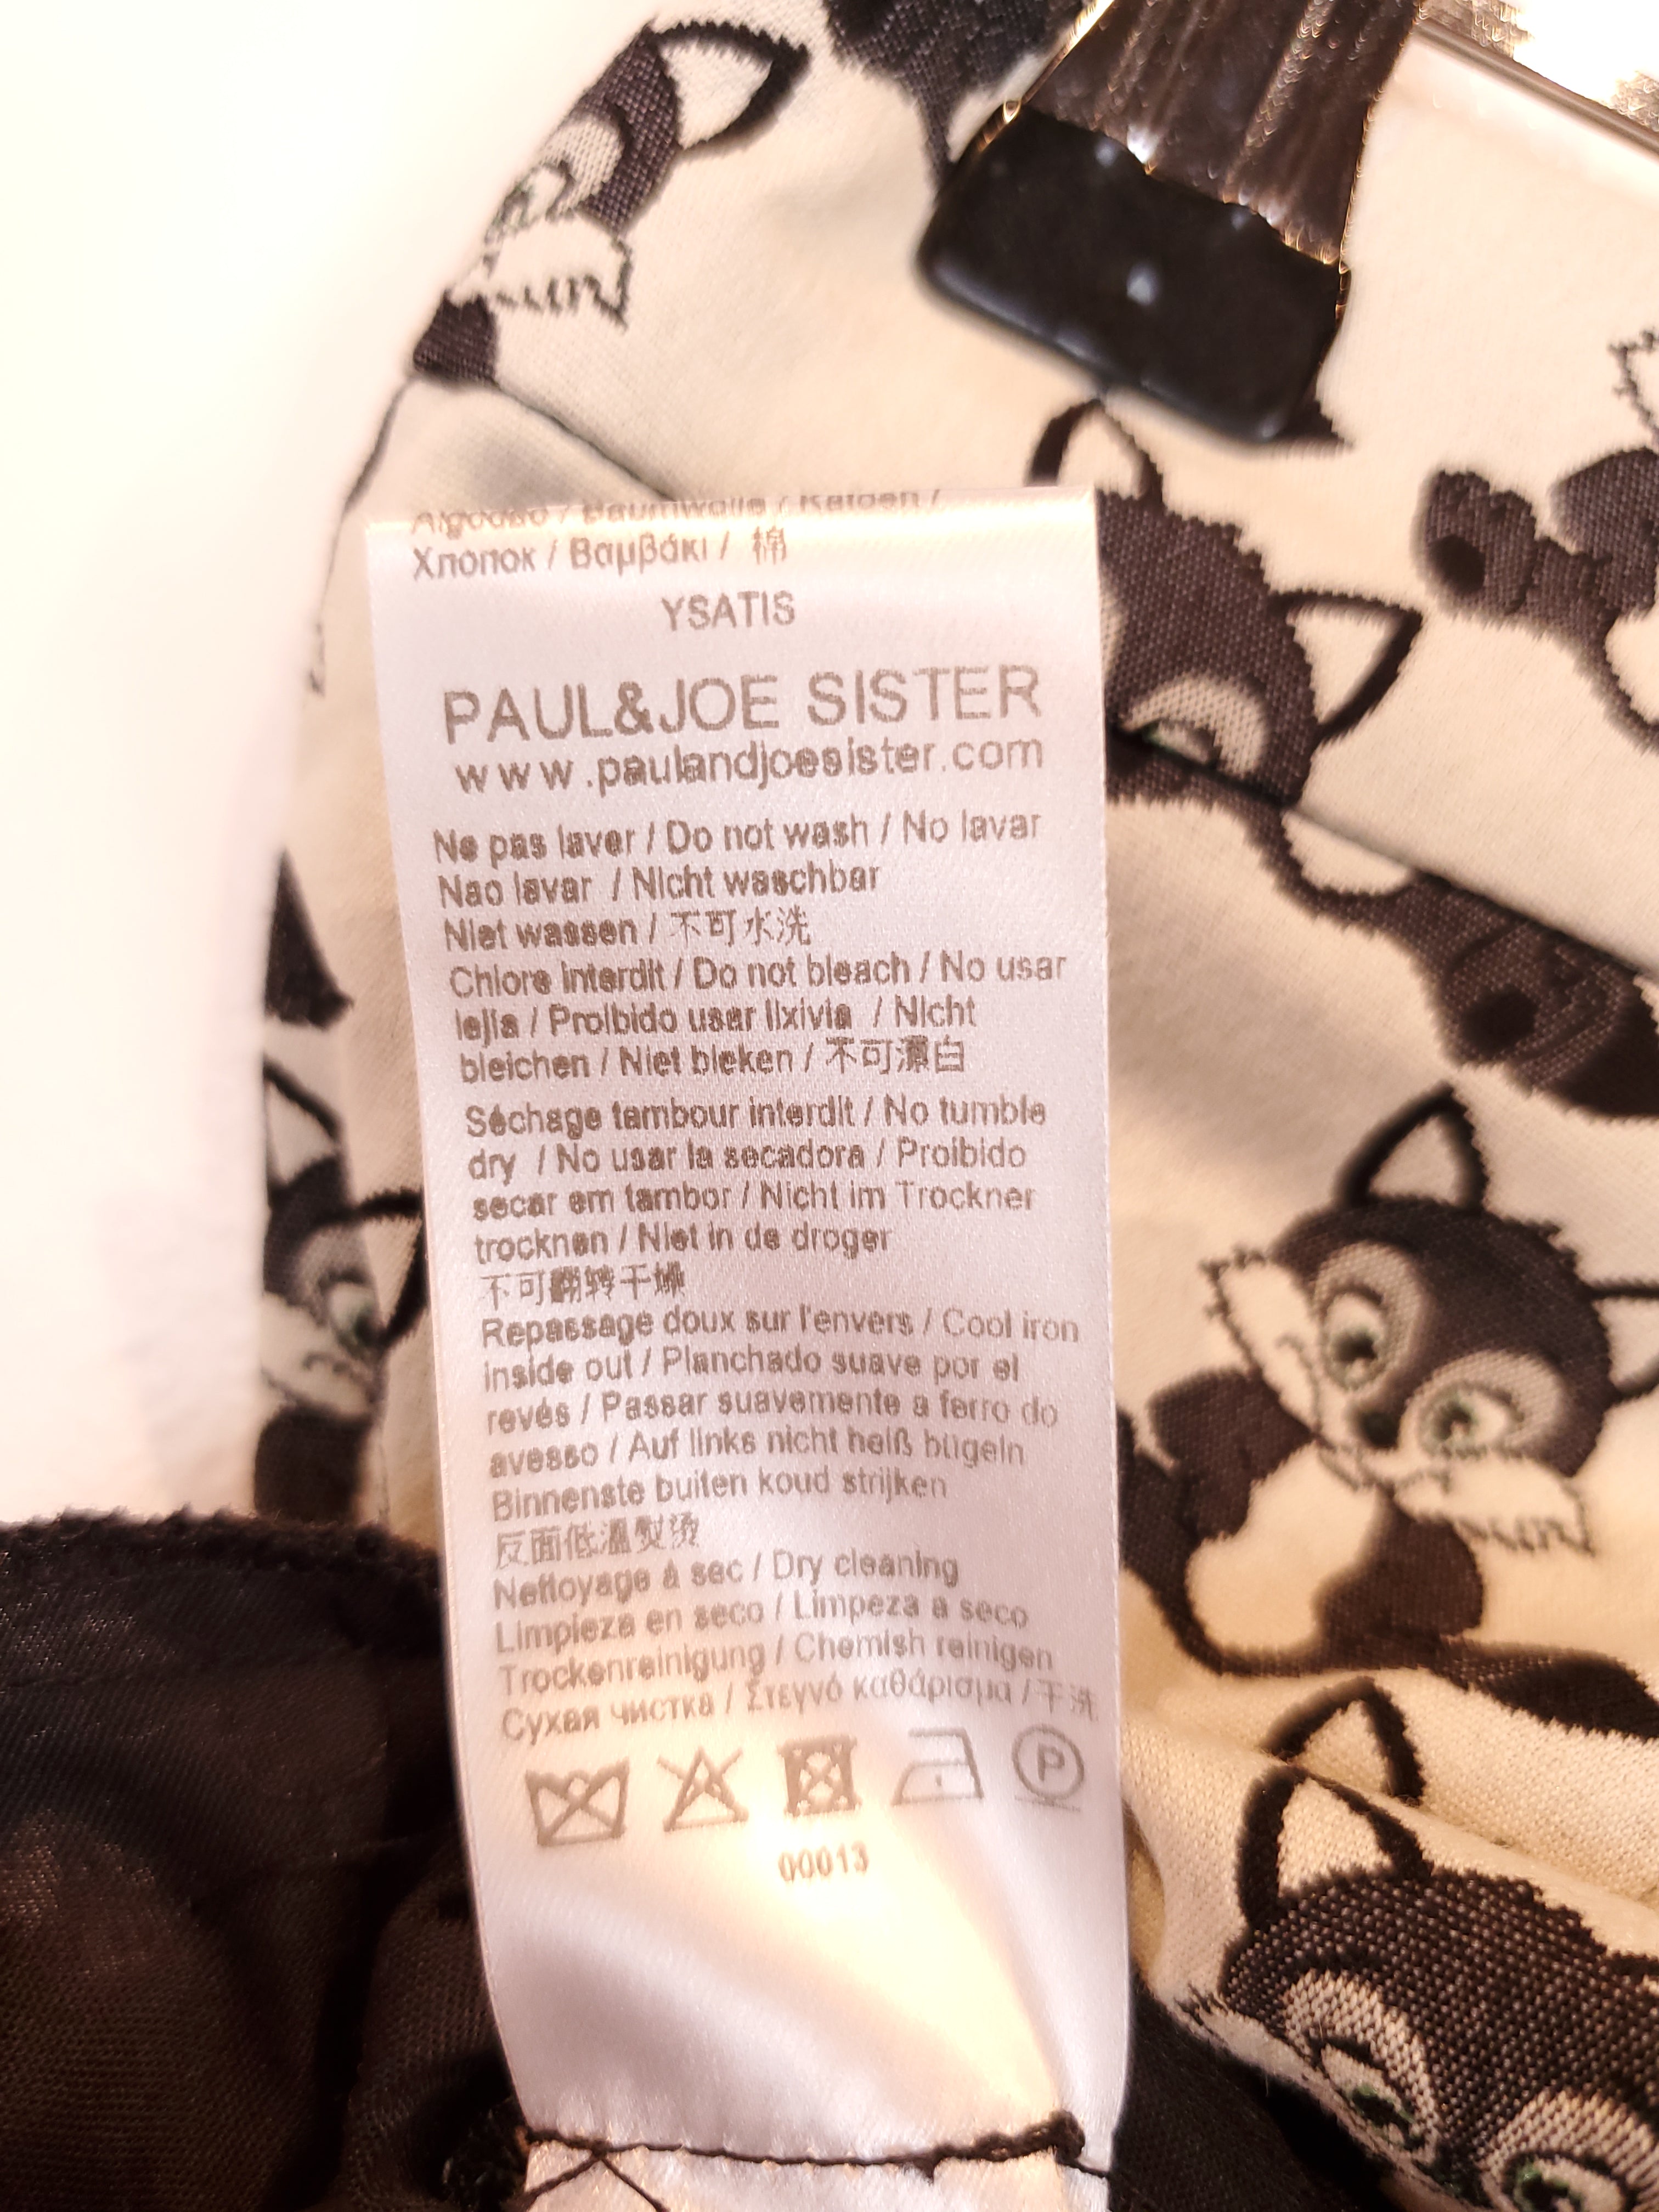 Algodao / Baumwolle / Katoen /
Хлопок / Βαμβάκι / 棉
YSATIS
PAUL&JOE SISTER
www.paulandjoesister.com
Ne pas laver / Do not wash / No lavar
Nao lavar / Nicht waschbar
Niet wassen / 不可水洗
Chlore interdit / Do not bleach / No usar
lejia / Proibido usar lixivia / Nicht
bleichen / Niet bleken / 不可漂白
Séchage tambour interdit / No tumble
dry / No usar la secadora / Proibido
secar em tambor / Nicht im Trockner
trocknen / Niet in de droger
不可翻转干燥
Repassage doux sur l'envers / Cool iron
inside out / Planchado suave por el
revés / Passar suavemente a ferro do
avesso / Auf links nicht heiß bügeln
Binnenste buiten koud strijken
反面低温熨烫
Nettoyage à sec / Dry cleaning
Limpieza en seco / Limpeza a seco
Trockenreinigung / Chemish reinigen
Сухая чистка / Στεγνό καθάρισμα / 干洗
P
00013